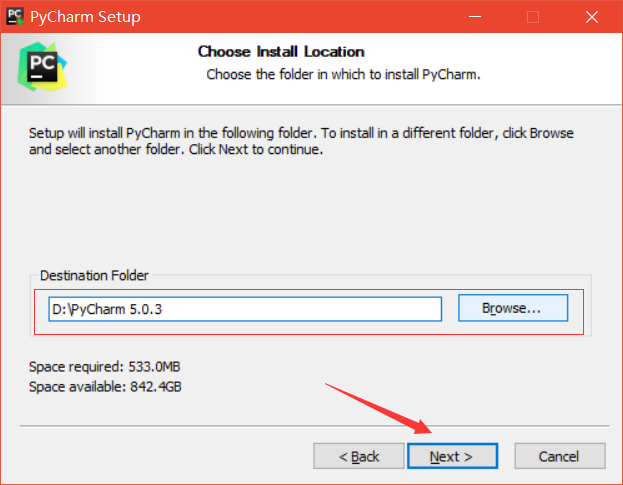 PC PyCharm Setup
PC
Choose Install Location
Choose the folder in which to install PyCharm.
Setup will install PyCharm in the following folder. To install in a different folder, click Browse
and select another folder. Click Next to continue.
Destination Folder
D:\PyCharm 5.0.3
Browse...
Space required: 533.0MB
Space available: 842.4GB
< Back
Next >
Cancel